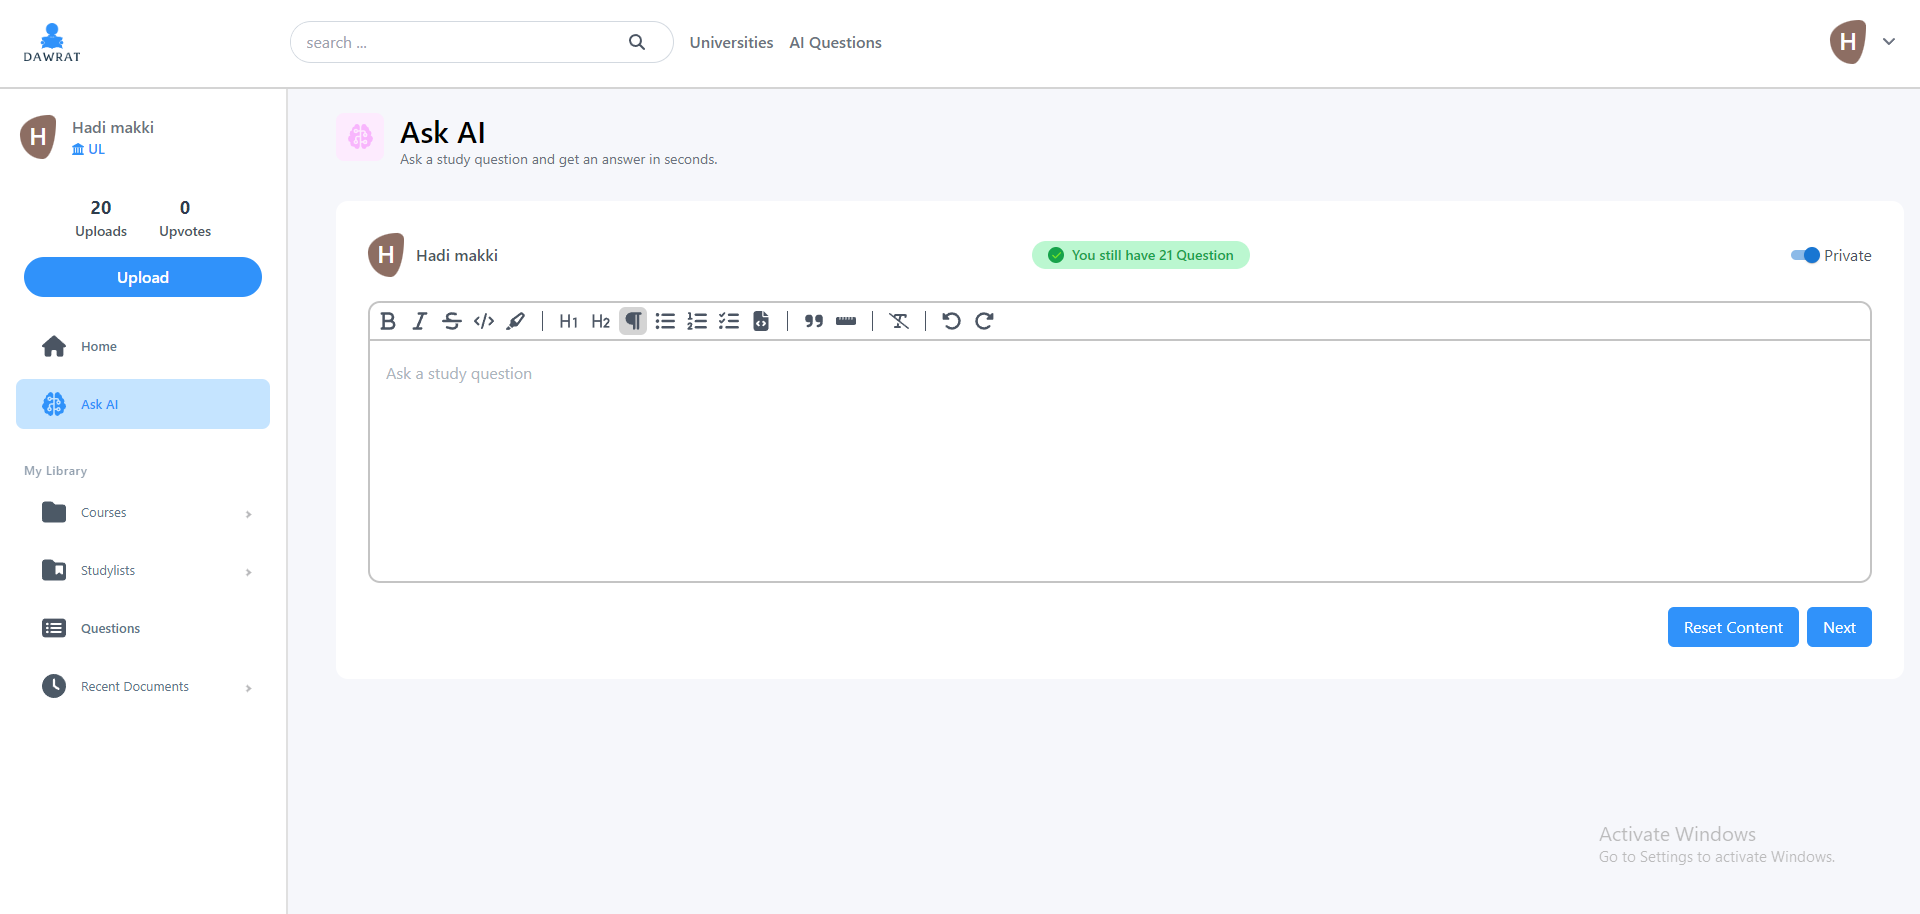 DAWRAT
search ...
Universities
AI Questions
H
H
Hadi makki
UL
20
Uploads
0
Upvotes
Upload
Home
Ask AI
My Library
Courses
Studylists
Questions
Recent Documents
Ask AI
Ask a study question and get an answer in seconds.
H
Hadi makki
You still have 21 Question
Private
H1
H2
Ask a study question
Reset Content
Next
Activate Windows
Go to Settings to activate Windows.